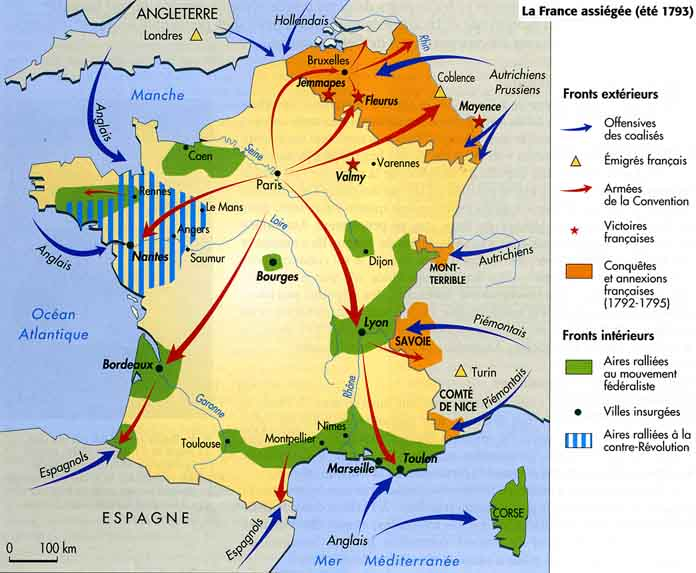 La France assiégée (été 1793)
ANGLETERRE
Londres
Hollandais
Rhin
Bruxelles
Jemmapes
Fleurus
Coblence
Autrichiens
Prussiens
Mayence
Manche
Anglais
Caen
Seine
Paris
Valmy
Varennes
Rennes
Le Mans
Angers
Loire
Nantes
Saumur
Anglais
Bourges
Dijon
MONT-
TERRIBLE
Autrichiens
Océan
Atlantique
Lyon
SAVOIE
Piémontais
Bordeaux
Turin
Rhône
COMTÉ
DE NICE
Piémontais
Garonne
Toulouse
Montpellier
Nîmes
Marseille
Toulon
Espagnols
ESPAGNE
Espagnols
Anglais
CORSE
Mer Méditerranée
0 100 km
Fronts extérieurs
Offensives
des coalisés
Émigrés français
Armées
de la Convention
Victoires
françaises
Conquêtes
et annexions
françaises
(1792-1795)
Fronts intérieurs
Aires ralliées
au mouvement
fédéraliste
Villes insurgées
Aires ralliées à la
contre-Révolution